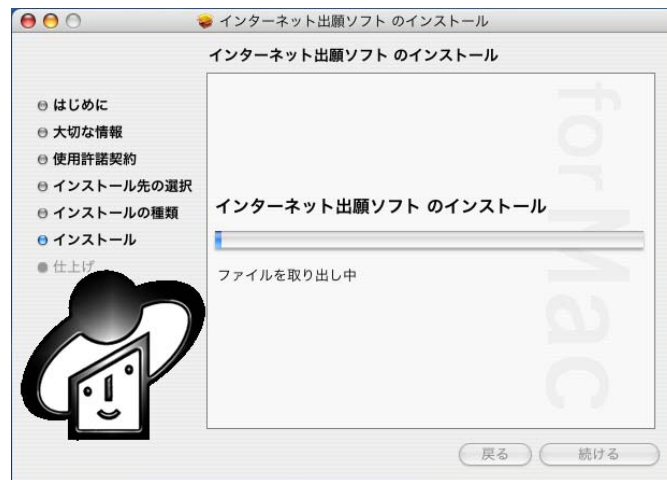 インターネット出願ソフト のインストール
インターネット出願ソフト のインストール
はじめに
大切な情報
使用許諾契約
インストール先の選択
インストールの種類
インストール
仕上げ
インターネット出願ソフト のインストール
ファイルを取り出し中
for Mac
戻る
続ける